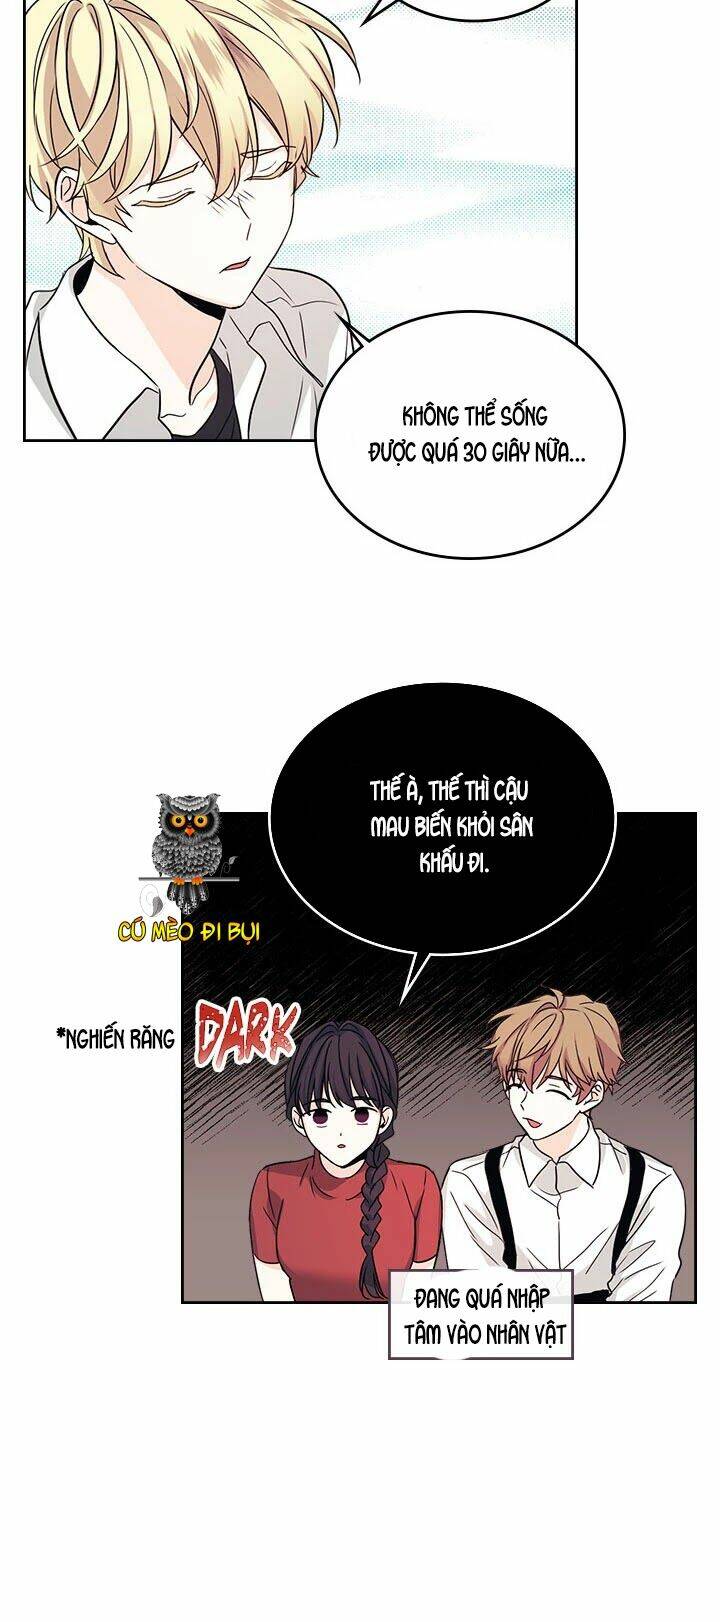 KHÔNG THỂ SỐNG
ĐƯỢC QUÁ 30 GIÂY NỮA...
THẾ À, THẾ THÌ CẬU
MAU BIẾN KHỎI SÂN
KHẤU ĐI.
CÚ MÈO ĐI BỤI
*NGHIẾN RĂNG
DARK
ĐANG QUÁ NHẬP
TÂM VÀO NHÂN VẬT